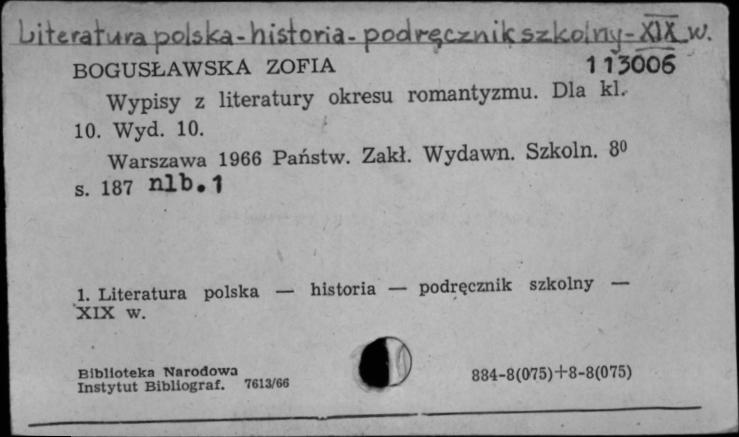 Literatura polska - historia - podręcznik szkolny - XIX w.
BOGUSŁAWSKA ZOFIA 113006
Wypisy z literatury okresu romantyzmu. Dla kl.
10. Wyd. 10.
Warszawa 1966 Państw. Zakł. Wydawn. Szkoln. 8⁰
s. 187 nlb.1
1. Literatura polska — historia — podręcznik szkolny —
XIX w.
Biblioteka Narodowa
Instytut Bibliograf. 7613/66
884-8(075)+8-8(075)